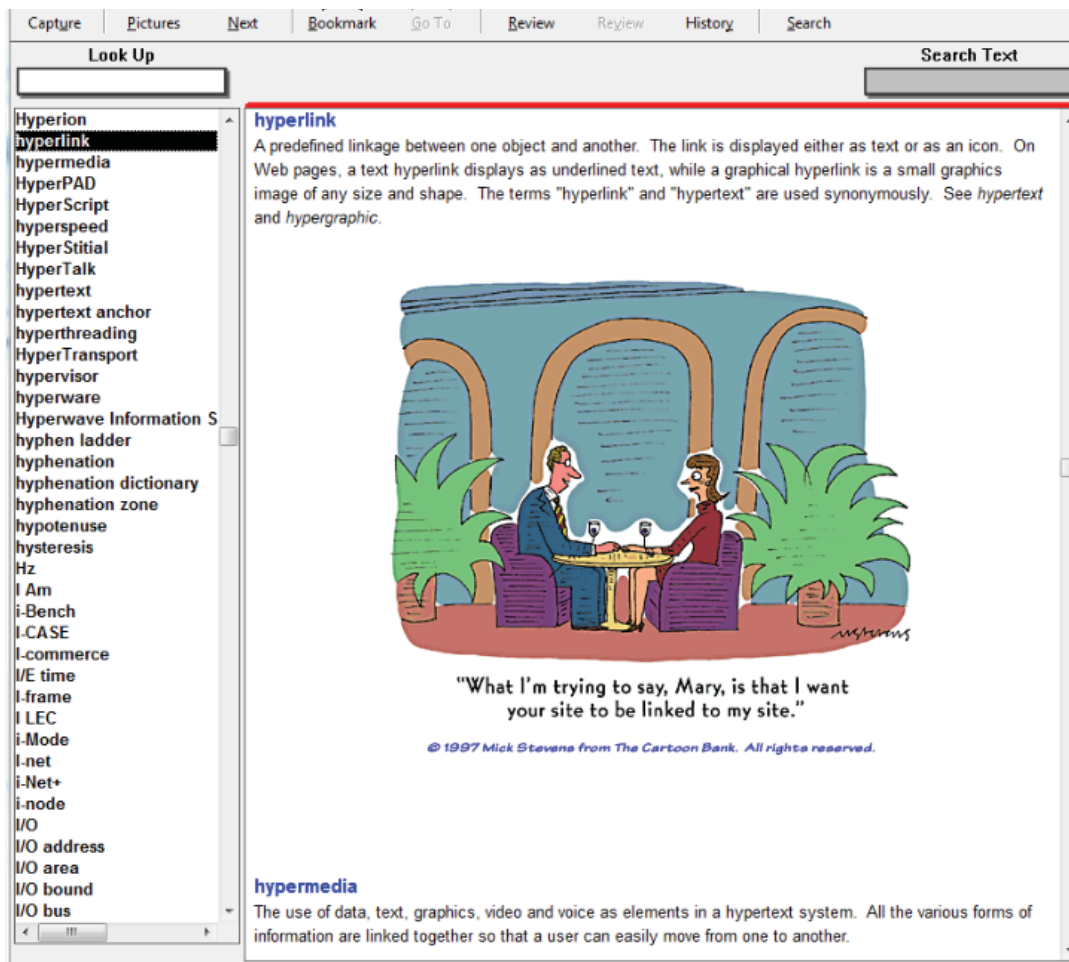 Capture Pictures Next Bookmark Go To Review Review History Search
Look Up
Search Text
Hyperion
hyperlink
hypermedia
HyperPAD
HyperScript
hyperspeed
HyperStitial
HyperTalk
hypertext
hypertext anchor
hyperthreading
HyperTransport
hypervisor
hyperware
Hyperwave Information S
hyphen ladder
hyphenation
hyphenation dictionary
hyphenation zone
hypotenuse
hysteresis
Hz
I Am
i-Bench
I-CASE
I-commerce
I/E time
I-frame
I LEC
i-Mode
I-net
i-Net+
i-node
I/O
I/O address
I/O area
I/O bound
I/O bus
hyperlink
A predefined linkage between one object and another. The link is displayed either as text or as an icon. On
Web pages, a text hyperlink displays as underlined text, while a graphical hyperlink is a small graphics
image of any size and shape. The terms "hyperlink" and "hypertext" are used synonymously. See hypertext
and hypergraphic.
mstevens
"What I'm trying to say, Mary, is that I want
your site to be linked to my site."
© 1997 Mick Stevens from The Cartoon Bank. All rights reserved.
hypermedia
The use of data, text, graphics, video and voice as elements in a hypertext system. All the various forms of
information are linked together so that a user can easily move from one to another.